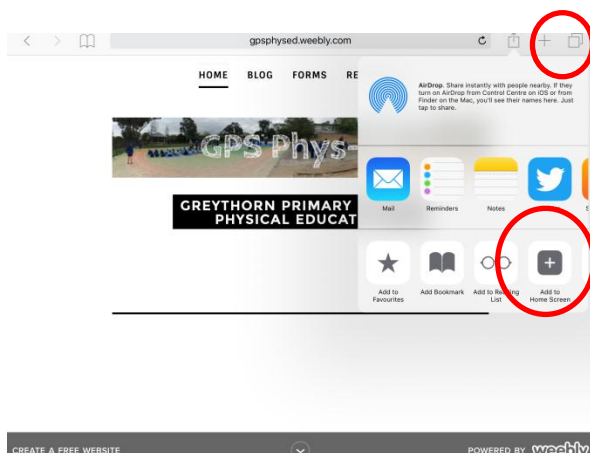 gpsphysed.weebly.com
HOME BLOG FORMS RE
AirDrop. Share instantly with people nearby. If they
turn on AirDrop from Control Centre on iOS or from
Finder on the Mac, you'll see their names here. Just
tap to share.
GPS Phys-
GREYTHORN PRIMARY
PHYSICAL EDUCAT
Mail Reminders Notes
Add to
Favourites
Add Bookmark
Add to Reading
List
Add to
Home Screen
CREATE A FREE WEBSITE
POWERED BY weebly